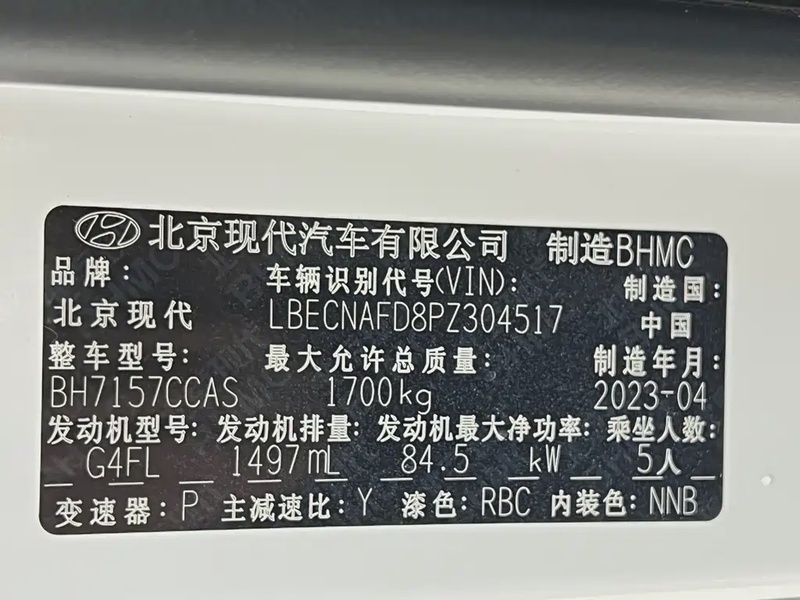 北京现代汽车有限公司 制造BHMC
品牌: 车辆识别代号(VIN): 制造国:
北京现代 LBECNAFD8PZ304517 中国
整车型号: 最大允许总质量: 制造年月:
BH7157CCAS 1700kg 2023-04
发动机型号: 发动机排量: 发动机最大净功率: 乘坐人数:
G4FL 1497mL 84.5 kW 5人
变速器: P 主减速比: Y 漆色: RBC 内装色: NNB